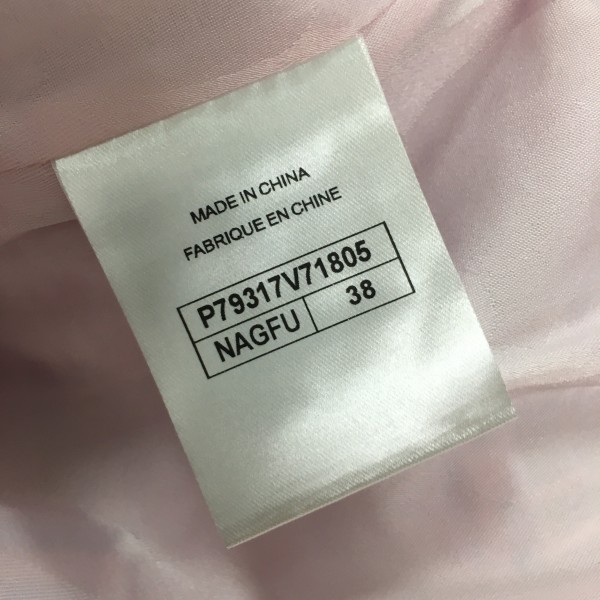 MADE IN CHINA
FABRIQUE EN CHINE
P79317V71805
NAGFU 38